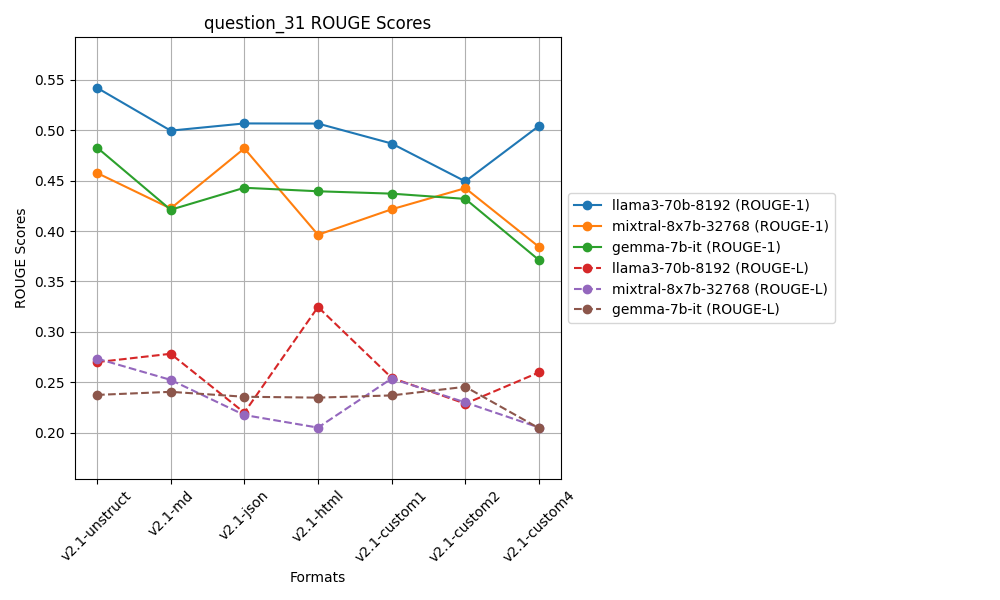 question_31 ROUGE Scores
ROUGE Scores
0.55
0.50
0.45
0.40
0.35
0.30
0.25
0.20
v2.1-unstruct
v2.1-md
v2.1-json
v2.1-html
v2.1-custom1
v2.1-custom2
v2.1-custom4
Formats
llama3-70b-8192 (ROUGE-1)
mixtral-8x7b-32768 (ROUGE-1)
gemma-7b-it (ROUGE-1)
llama3-70b-8192 (ROUGE-L)
mixtral-8x7b-32768 (ROUGE-L)
gemma-7b-it (ROUGE-L)